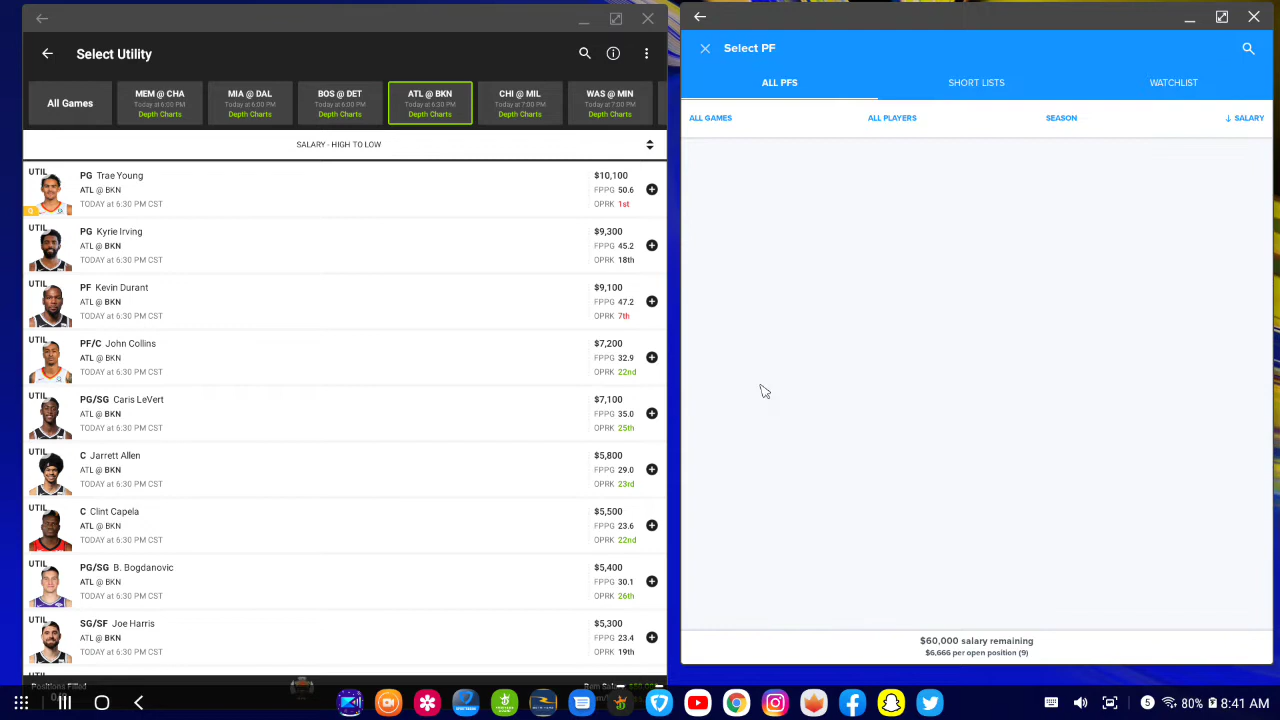 Select Utility
All Games
MEM @ CHA
Today at 6:00 PM
Depth Charts
MIA @ DAL
Today at 6:00 PM
Depth Charts
BOS @ DET
Today at 6:00 PM
Depth Charts
ATL @ BKN
Today at 6:30 PM
Depth Charts
CHI @ MIL
Today at 7:00 PM
Depth Charts
WAS @ MIN
Today at 7:00 PM
Depth Charts
SALARY - HIGH TO LOW
UTIL
PG Trae Young
ATL @ BKN
TODAY at 6:30 PM CST
$10,100
FPPG 50.6
OPRK 1st
UTIL
PG Kyrie Irving
ATL @ BKN
TODAY at 6:30 PM CST
$9,300
FPPG 45.2
OPRK 18th
UTIL
PF Kevin Durant
ATL @ BKN
TODAY at 6:30 PM CST
$9,100
FPPG 47.2
OPRK 7th
UTIL
PF/C John Collins
ATL @ BKN
TODAY at 6:30 PM CST
$7,200
FPPG 32.9
OPRK 22nd
UTIL
PG/SG Caris LeVert
ATL @ BKN
TODAY at 6:30 PM CST
$7,100
FPPG 35.0
OPRK 25th
UTIL
C Jarrett Allen
ATL @ BKN
TODAY at 6:30 PM CST
$5,800
FPPG 29.0
OPRK 23rd
UTIL
C Clint Capela
ATL @ BKN
TODAY at 6:30 PM CST
$5,500
FPPG 23.6
OPRK 22nd
UTIL
PG/SG B. Bogdanovic
ATL @ BKN
TODAY at 6:30 PM CST
$5,400
FPPG 30.1
OPRK 26th
UTIL
SG/SF Joe Harris
ATL @ BKN
TODAY at 6:30 PM CST
$5,300
FPPG 23.4
OPRK 19th
Positions Filled
Select PF
ALL PFS
SHORT LISTS
WATCHLIST
ALL GAMES
ALL PLAYERS
SEASON
↓ SALARY
$60,000 salary remaining
$6,666 per open position (9)
5
80%
8:41 AM